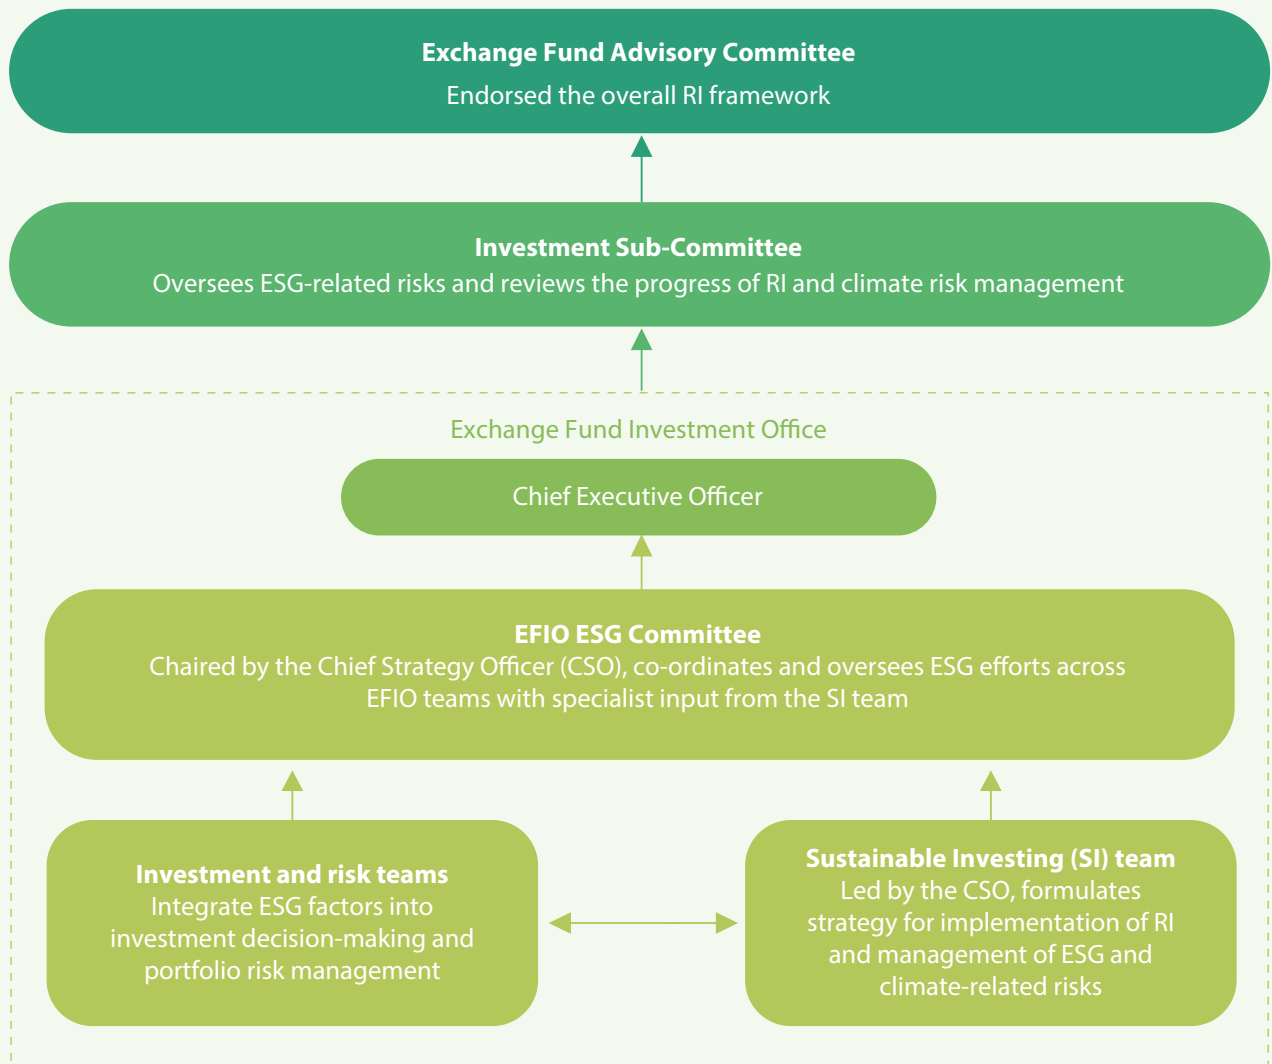 Exchange Fund Advisory Committee
Endorsed the overall RI framework
Investment Sub-Committee
Oversees ESG-related risks and reviews the progress of RI and climate risk management
Exchange Fund Investment Office
Chief Executive Officer
EFIO ESG Committee
Chaired by the Chief Strategy Officer (CSO), co-ordinates and oversees ESG efforts across
EFIO teams with specialist input from the SI team
Investment and risk teams
Integrate ESG factors into
investment decision-making and
portfolio risk management
Sustainable Investing (SI) team
Led by the CSO, formulates
strategy for implementation of RI
and management of ESG and
climate-related risks